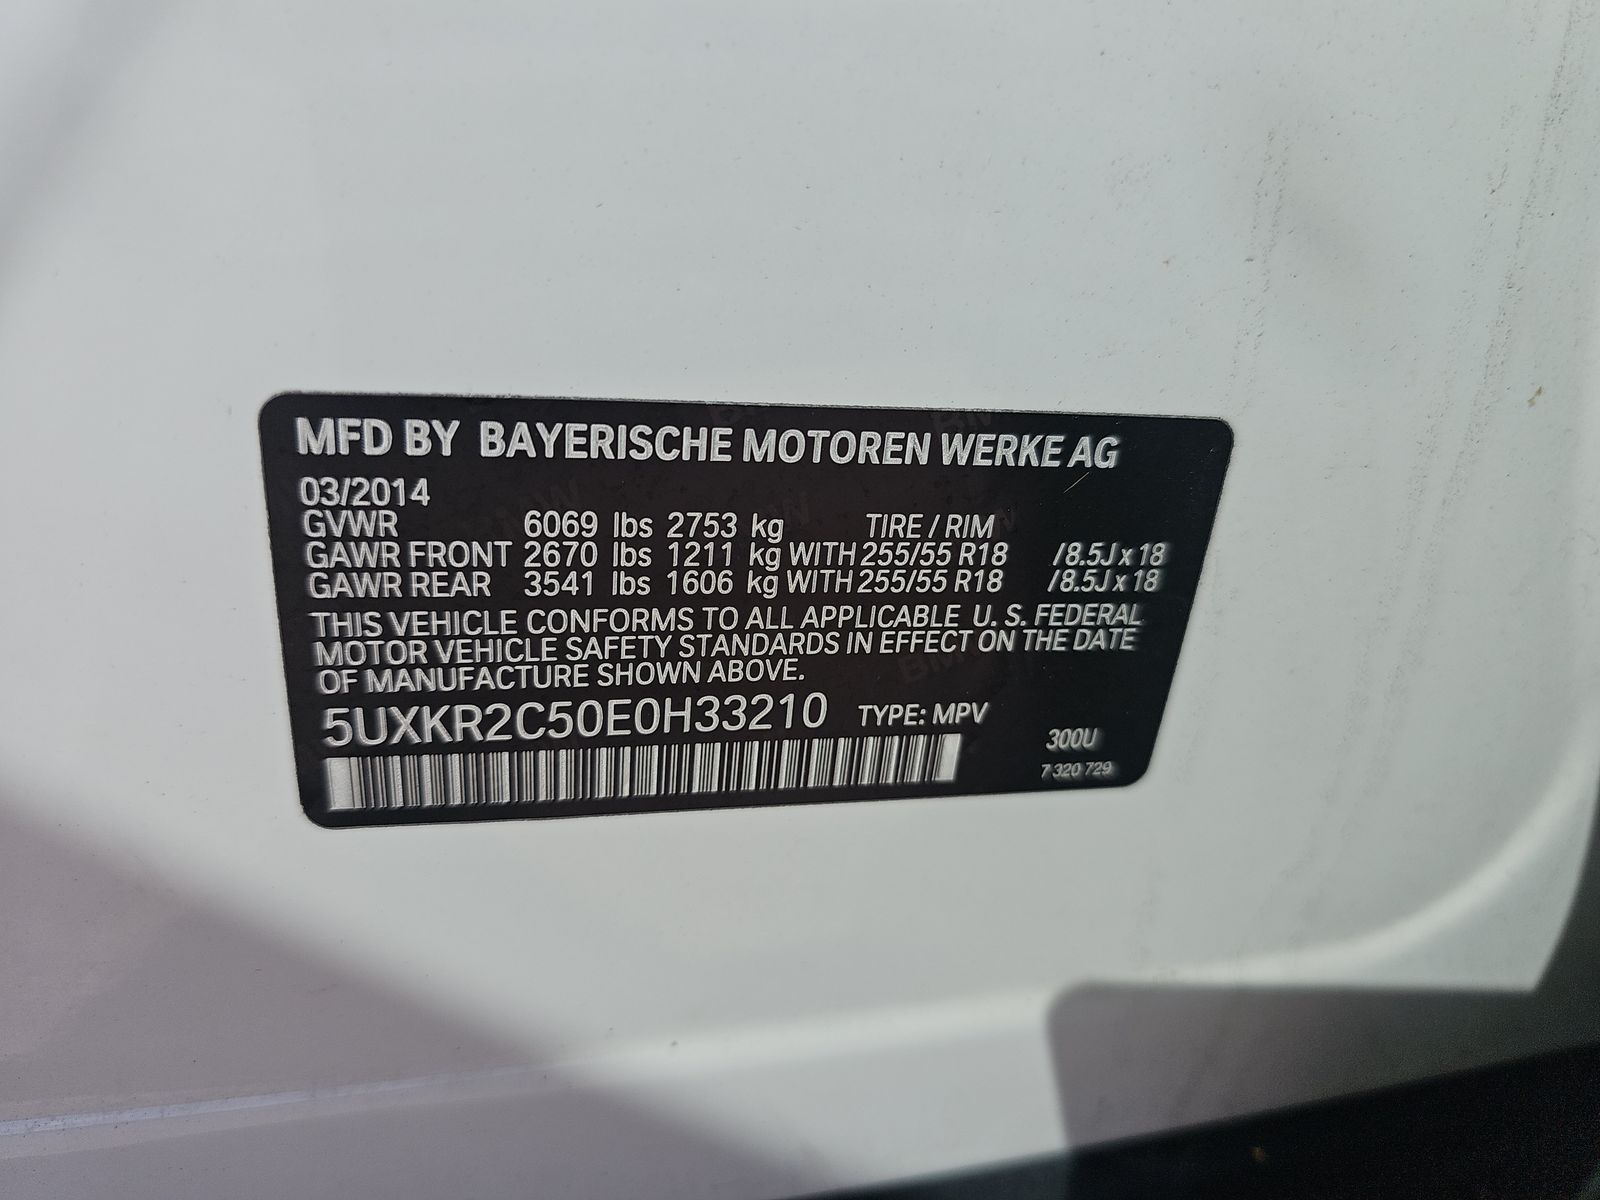 MFD BY BAYERISCHE MOTOREN WERKE AG
03/2014
GVWR 6069 lbs 2753 kg TIRE / RIM
GAWR FRONT 2670 lbs 1211 kg WITH 255/55 R18 /8.5J x 18
GAWR REAR 3541 lbs 1606 kg WITH 255/55 R18 /8.5J x 18
THIS VEHICLE CONFORMS TO ALL APPLICABLE U. S. FEDERAL
MOTOR VEHICLE SAFETY STANDARDS IN EFFECT ON THE DATE
OF MANUFACTURE SHOWN ABOVE.
5UXKR2C50E0H33210 TYPE: MPV
300U
7 320 729